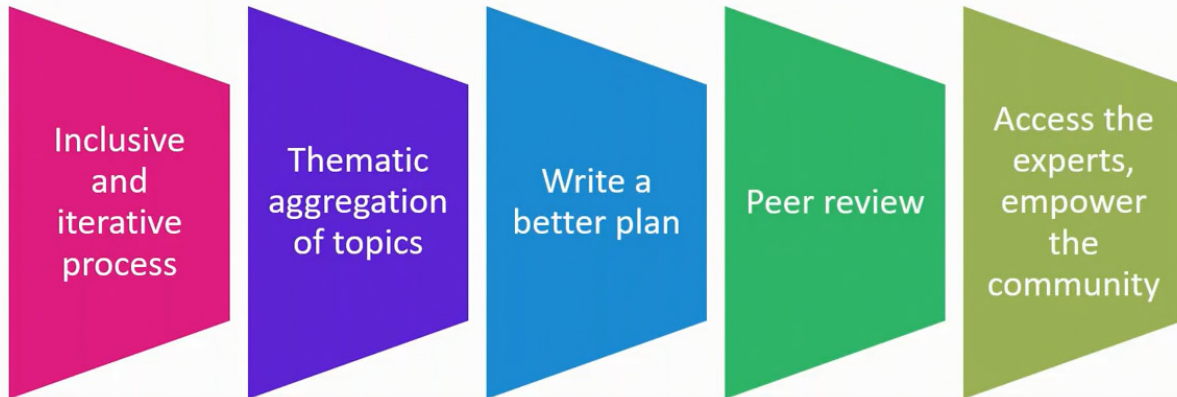 Inclusive
and
iterative
process
Thematic
aggregation
of topics
Write a
better plan
Peer review
Access the
experts,
empower
the
community